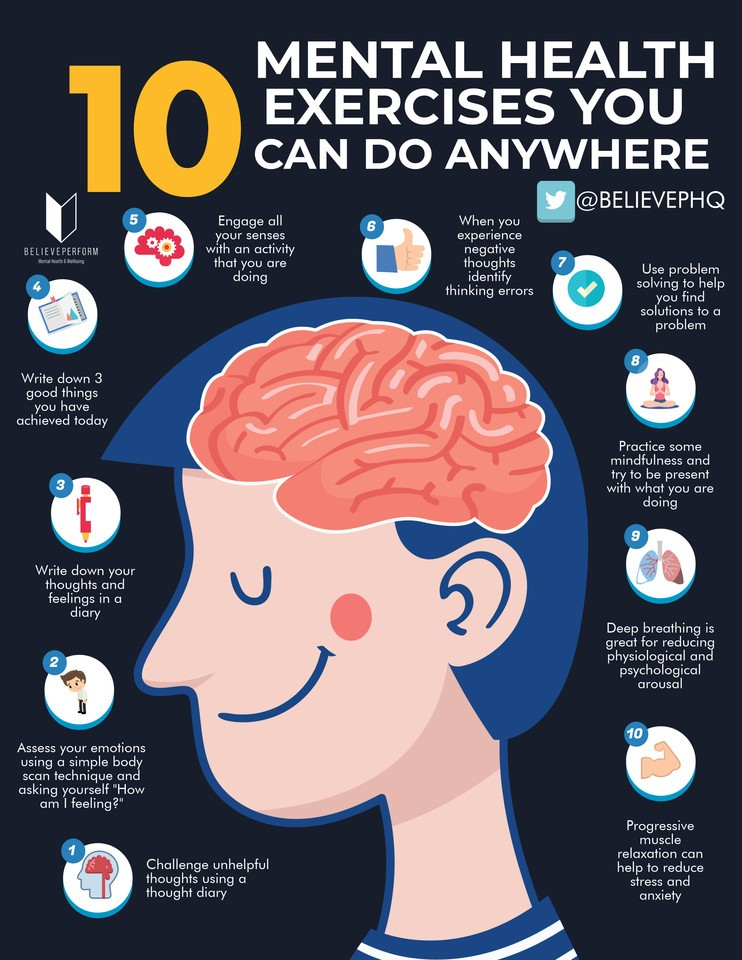 10
MENTAL HEALTH
EXERCISES YOU
CAN DO ANYWHERE
@BELIEVEPHQ
BELIEVEPERFORM
Mental Health & Wellbeing
1
Challenge unhelpful
thoughts using a
thought diary
2
Assess your emotions
using a simple body
scan technique and
asking yourself "How
am I feeling?"
3
Write down your
thoughts and
feelings in a
diary
4
Write down 3
good things
you have
achieved today
5
Engage all
your senses
with an activity
that you are
doing
6
When you
experience
negative
thoughts
identify
thinking errors
7
Use problem
solving to help
you find
solutions to a
problem
8
Practice some
mindfulness and
try to be present
with what you are
doing
9
Deep breathing is
great for reducing
physiological and
psychological
arousal
10
Progressive
muscle
relaxation can
help to reduce
stress and
anxiety